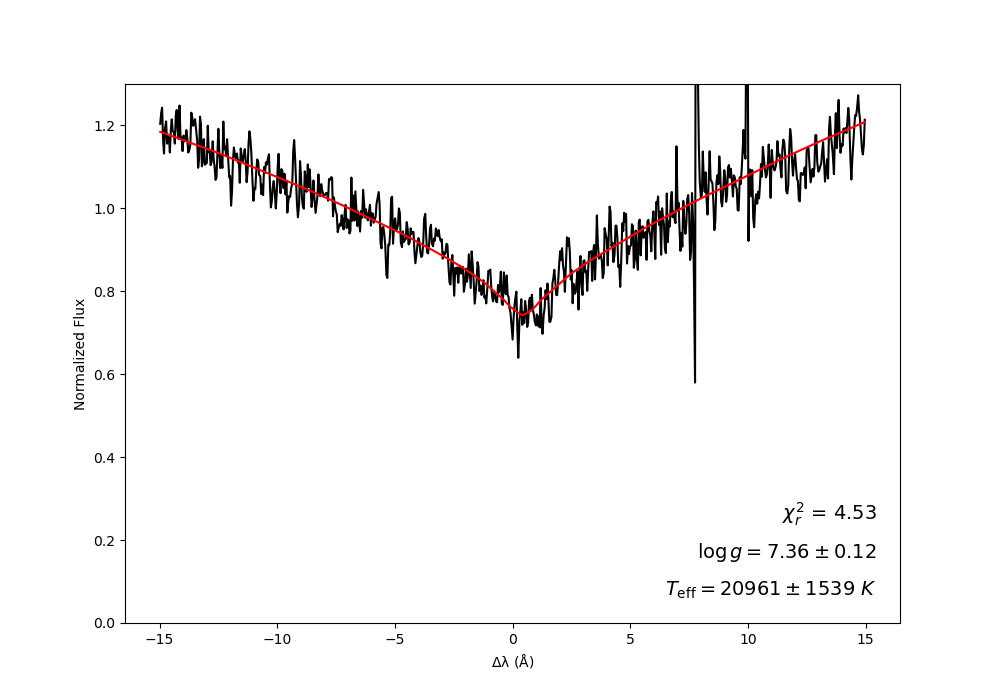 1.2
1.0
0.8
0.6
0.4
0.2
0.0
Normalized Flux
χ²ᵣ = 4.53
log g = 7.36 ± 0.12
T_eff = 20961 ± 1539 K
−15 −10 −5 0 5 10 15
Δλ (Å)